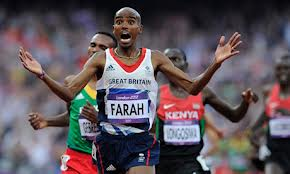 GREAT BRITAIN
London 2012
FARAH
KENYA
LONGOSIWA